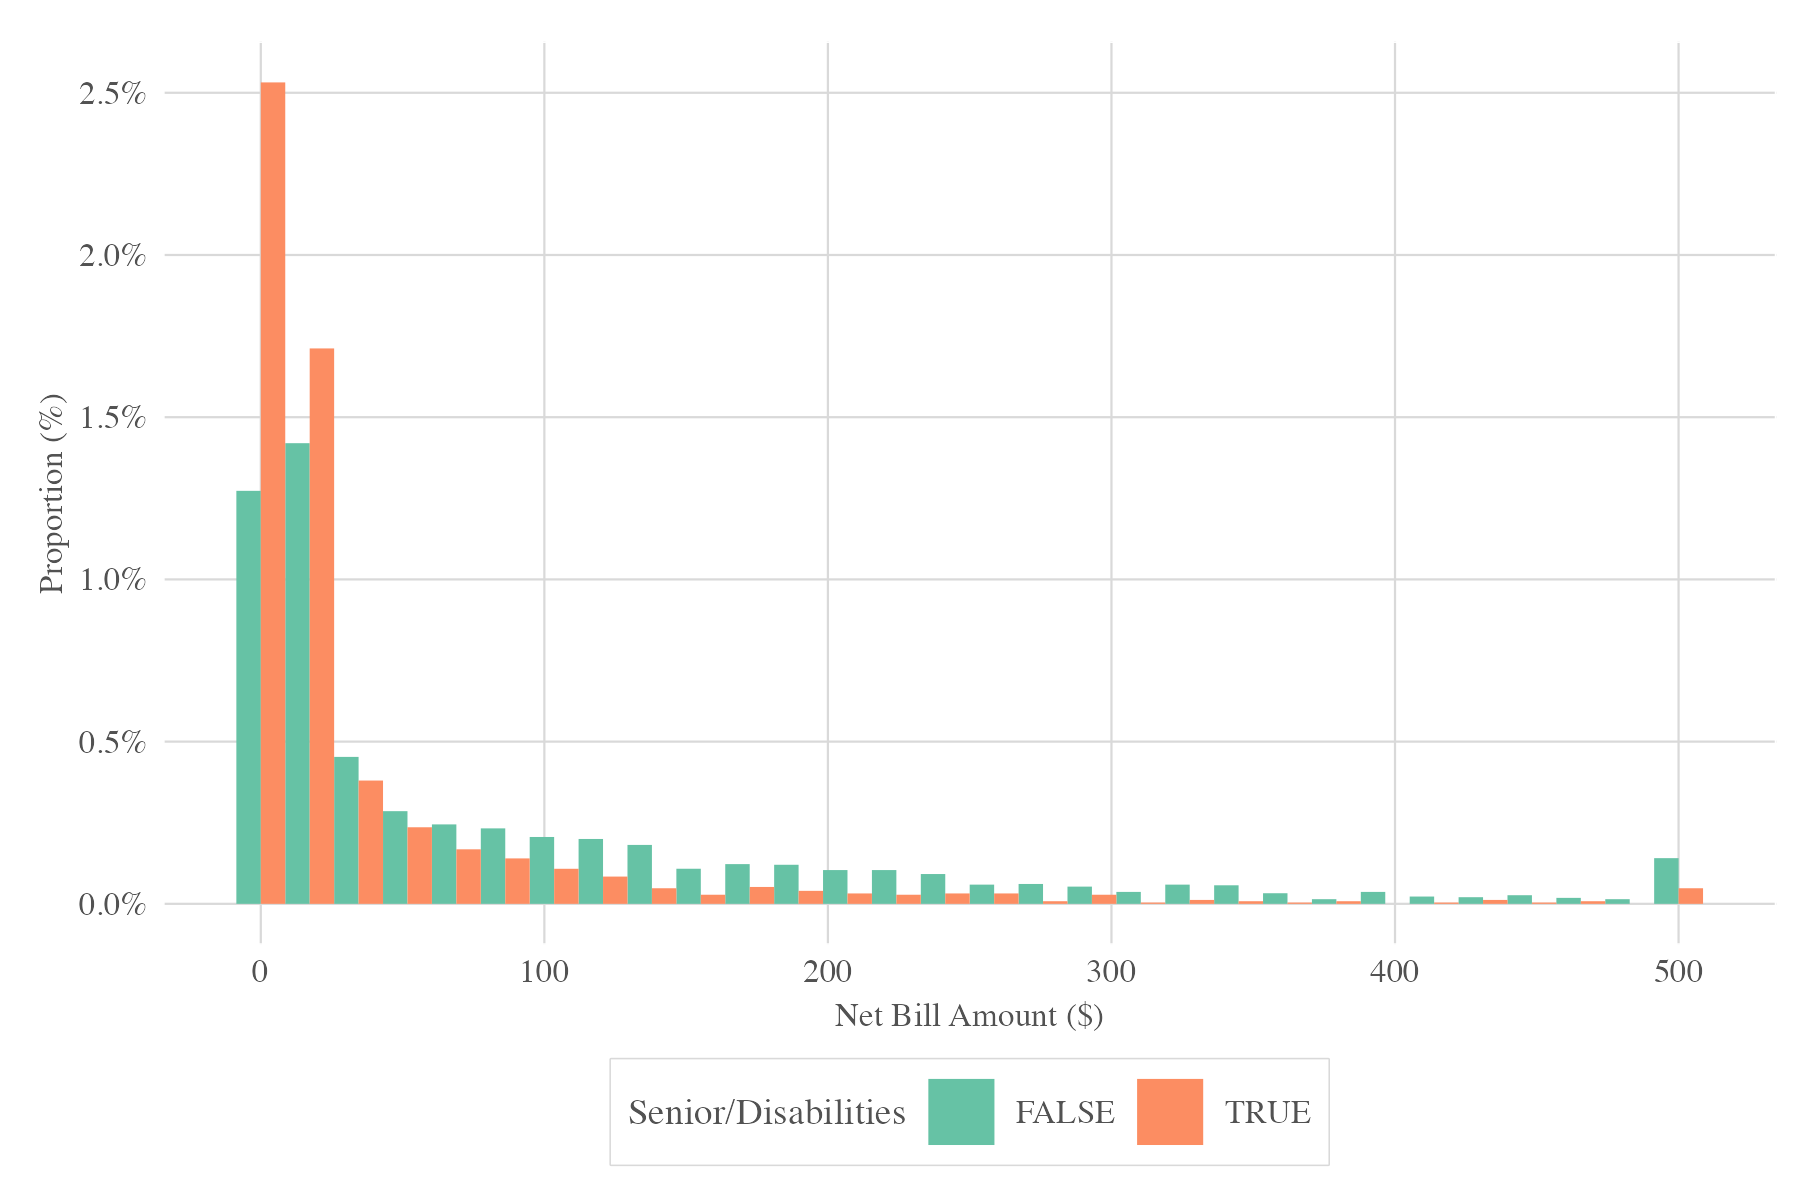 2.5%
2.0%
1.5%
1.0%
0.5%
0.0%
Proportion (%)
0 100 200 300 400 500
Net Bill Amount ($)
Senior/Disabilities FALSE TRUE